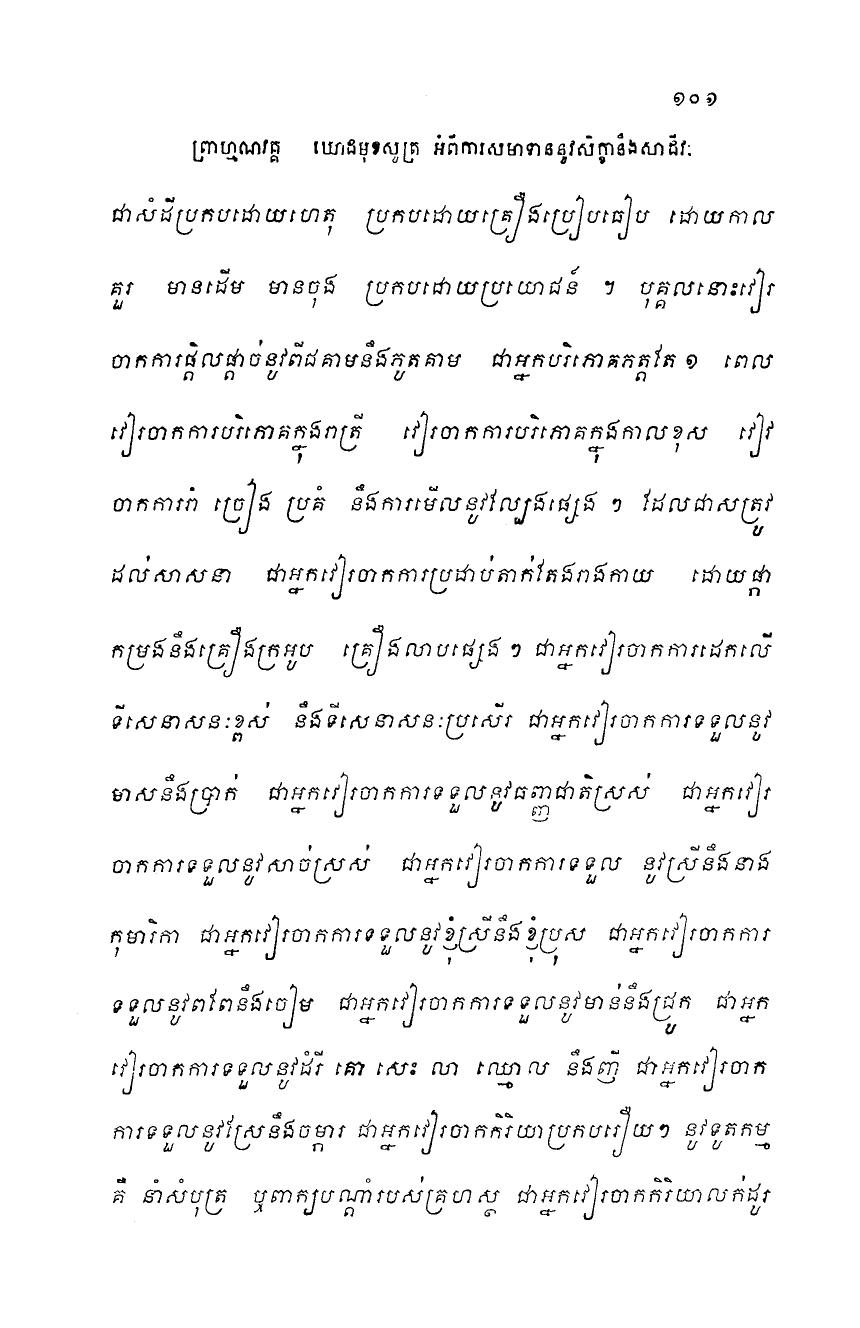 ១០១
ព្រាហ្មណវគ្គ ឃោដមុខសូត្រ អំពីការសមាទាននូវសិក្ខានឹងសាជីវៈ
ជាសំដីប្រកបដោយហេតុ ប្រកបដោយគ្រឿងប្រៀបធៀប ដោយកាល
គួរ មានដើម មានចុង ប្រកបដោយប្រយោជន៍ ។ បុគ្គលនោះវៀរ
ចាកការផ្តិលផ្តាច់នូវពីជគាមនឹងភូតគាម ជាអ្នកបរិភោគភត្តតែ ១ ពេល
វៀរចាកការបរិភោគក្នុងរាត្រី វៀរចាកការបរិភោគក្នុងកាលខុស វៀរ
ចាកការរាំ ច្រៀង ប្រគំ នឹងការមើលនូវល្បែងផ្សេង ៗ ដែលជាសត្រូវ
ដល់សាសនា ជាអ្នកវៀរចាកការប្រដាប់តាក់តែងរាងកាយ ដោយផ្កា
កម្រងនឹងគ្រឿងក្រអូប គ្រឿងលាបផ្សេង ៗ ជាអ្នកវៀរចាកការដេកលើ
ទីសេនាសនៈខ្ពស់ នឹងទីសេនាសនៈប្រសើរ ជាអ្នកវៀរចាកការទទួលនូវ
មាសនឹងប្រាក់ ជាអ្នកវៀរចាកការទទួលនូវធញ្ញជាតិស្រស់ ជាអ្នកវៀរ
ចាកការទទួលនូវសាច់ស្រស់ ជាអ្នកវៀរចាកការទទួល នូវស្រីនឹងនាង
កុមារិកា ជាអ្នកវៀរចាកការទទួលនូវខ្ញុំស្រីនឹងខ្ញុំប្រុស ជាអ្នកវៀរចាកការ
ទទួលនូវពពែនឹងចៀម ជាអ្នកវៀរចាកការទទួលនូវមាន់នឹងជ្រូក ជាអ្នក
វៀរចាកការទទួលនូវដំរី គោ សេះ លា ឈ្មោល នឹងញី ជាអ្នកវៀរចាក
ការទទួលនូវស្រែនឹងចម្ការ ជាអ្នកវៀរចាកកិរិយាប្រកបរឿយៗ នូវទូតកម្ម
គឺ នាំសំបុត្រ ឬពាក្យបណ្តាំរបស់គ្រហស្ថ ជាអ្នកវៀរចាកកិរិយាលក់ដូរ